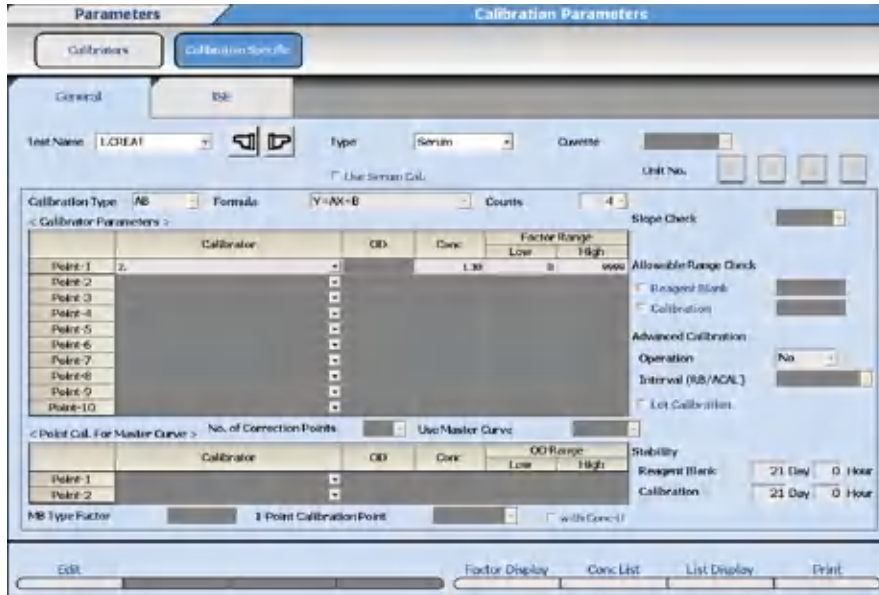 Parameters Calibration Parameters
Calibrators Calibration Specific
General ISE
Test Name 1.CREAT Type Serum Cuvette
Use Serum Cal. Unit No.
Calibration Type AB Formula Y=AX+B Counts 4
< Calibrator Parameters > Slope Check
Calibrator OD Conc Factor Range
Low High
Point-1 2. 1.30 0 9999 Allowable Range Check
Point-2 Reagent Blank
Point-3 Calibration
Point-4
Point-5 Advanced Calibration
Point-6 Operation No
Point-7
Point-8 Interval (RB/ACAL)
Point-9 Lot Calibration
Point-10
< Point Cal. For Master Curve > No. of Correction Points Use Master Curve
Calibrator OD Conc OD Range Stability
Low High Reagent Blank 21 Day 0 Hour
Point-1
Point-2 Calibration 21 Day 0 Hour
MB Type Factor 1-Point Calibration Point with Conc-0
Edit Factor Display Conc List List Display Print